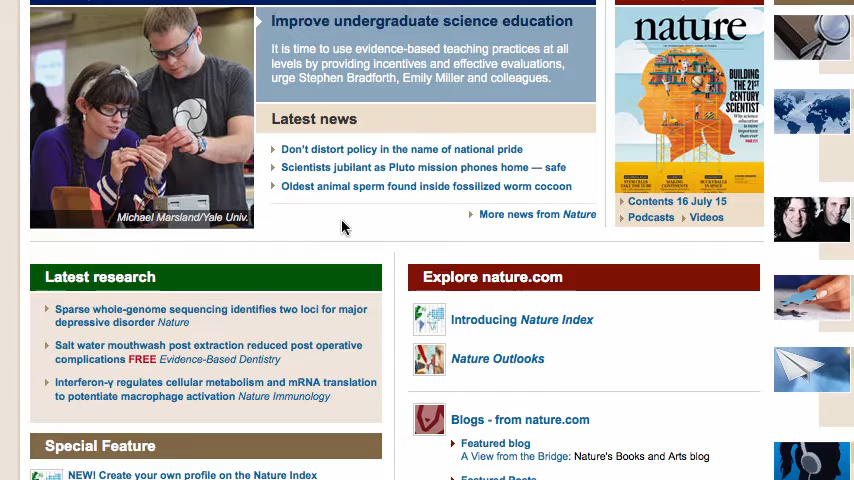 Improve undergraduate science education
It is time to use evidence-based teaching practices at all
levels by providing incentives and effective evaluations,
urge Stephen Bradforth, Emily Miller and colleagues.
Michael Marsland/Yale Univ.
Latest news
Don't distort policy in the name of national pride
Scientists jubilant as Pluto mission phones home — safe
Oldest animal sperm found inside fossilized worm cocoon
More news from Nature
nature
BUILDING
THE 21ST
CENTURY
SCIENTIST
Contents 16 July 15
Podcasts Videos
Latest research
Sparse whole-genome sequencing identifies two loci for major
depressive disorder Nature
Salt water mouthwash post extraction reduced post operative
complications FREE Evidence-Based Dentistry
Interferon-γ regulates cellular metabolism and mRNA translation
to potentiate macrophage activation Nature Immunology
Special Feature
NEW! Create your own profile on the Nature Index
Explore nature.com
Introducing Nature Index
Nature Outlooks
Blogs - from nature.com
Featured blog
A View from the Bridge: Nature's Books and Arts blog
Featured Posts